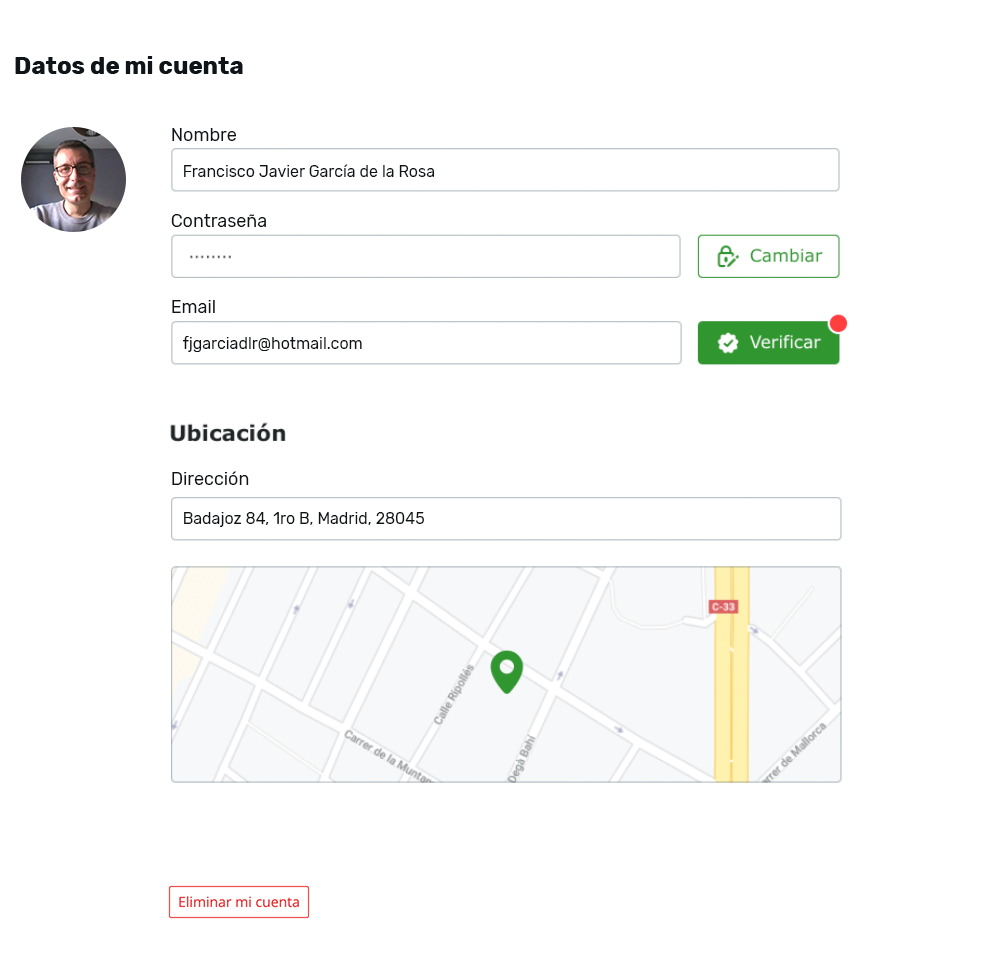 Datos de mi cuenta
Nombre
Francisco Javier García de la Rosa
Contraseña
········
Cambiar
Email
fjgarciadlr@hotmail.com
Verificar
Ubicación
Dirección
Badajoz 84, 1ro B, Madrid, 28045
C-33
Calle Ripollés
Carrer de la Muntan
Degà Bahí
rrer de Mallorca
Eliminar mi cuenta